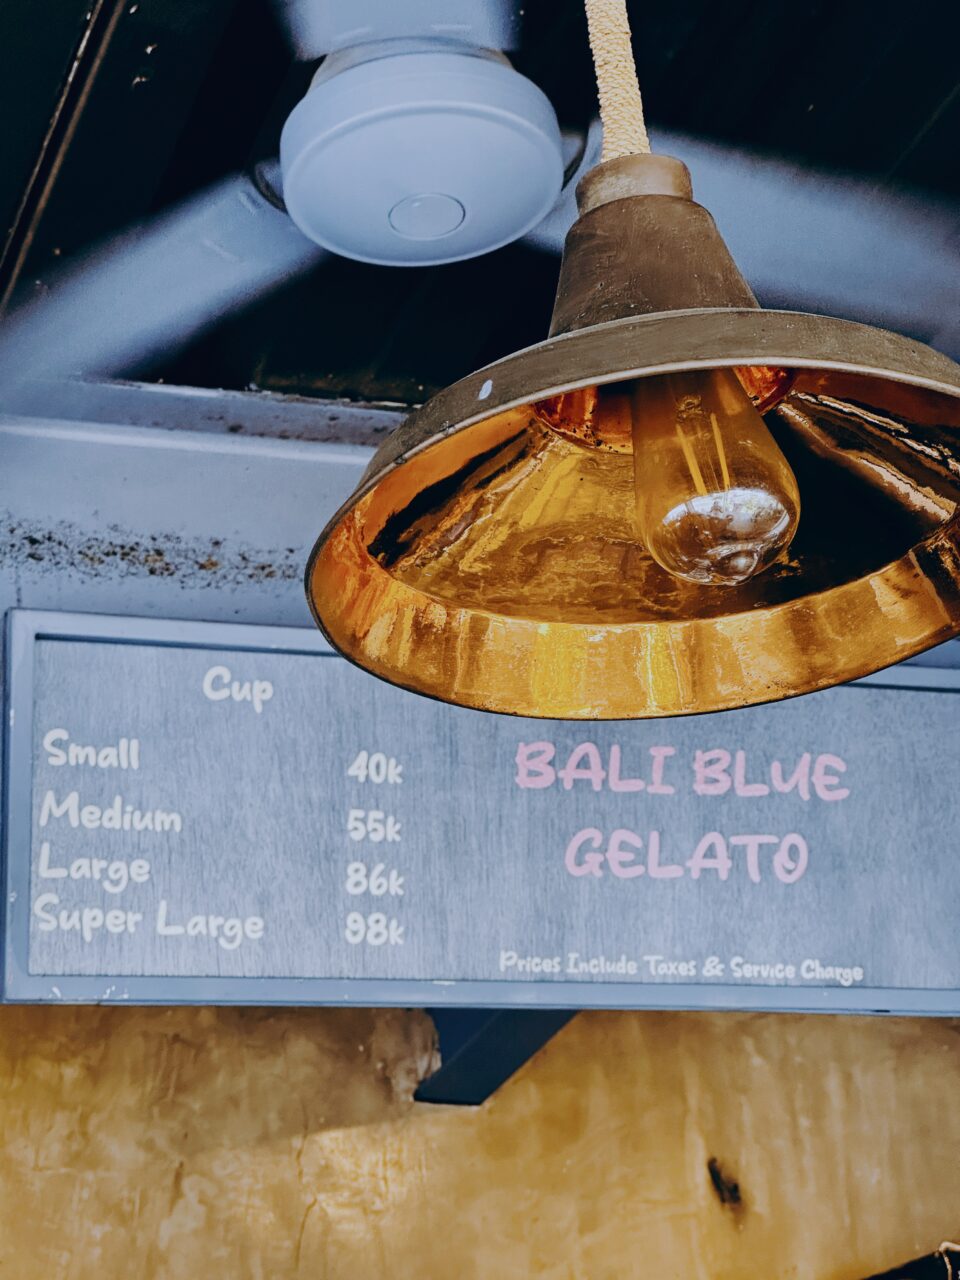 Cup
Small 40k
Medium 55k
Large 86k
Super Large 98k
BALI BLUE
GELATO
Prices Include Taxes & Service Charge